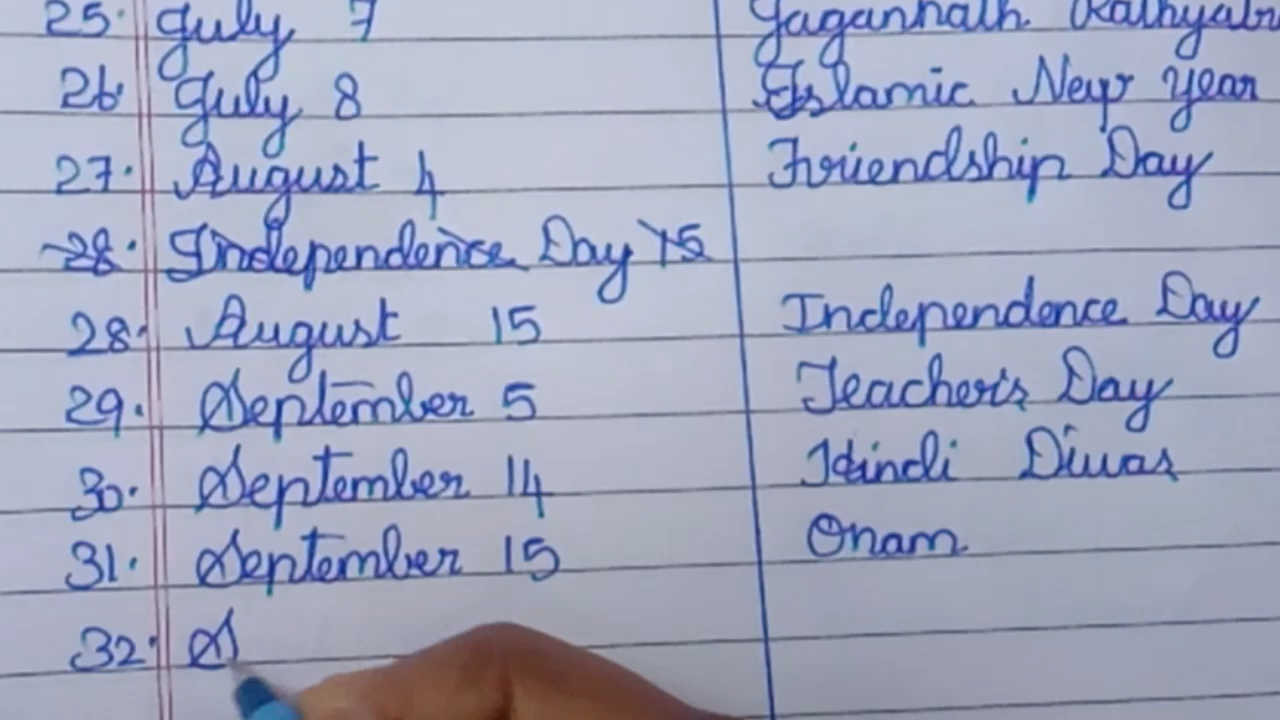 25. July 7 Jagannath Rathyatr
26. July 8 Islamic Neyr Year
27. August 4 Friendship Day
28. Independence Day 15
28. August 15 Independence Day
29. September 5 Teacher's Day
30. September 14 Hindi Diwas
31. September 15 Onam
32. S